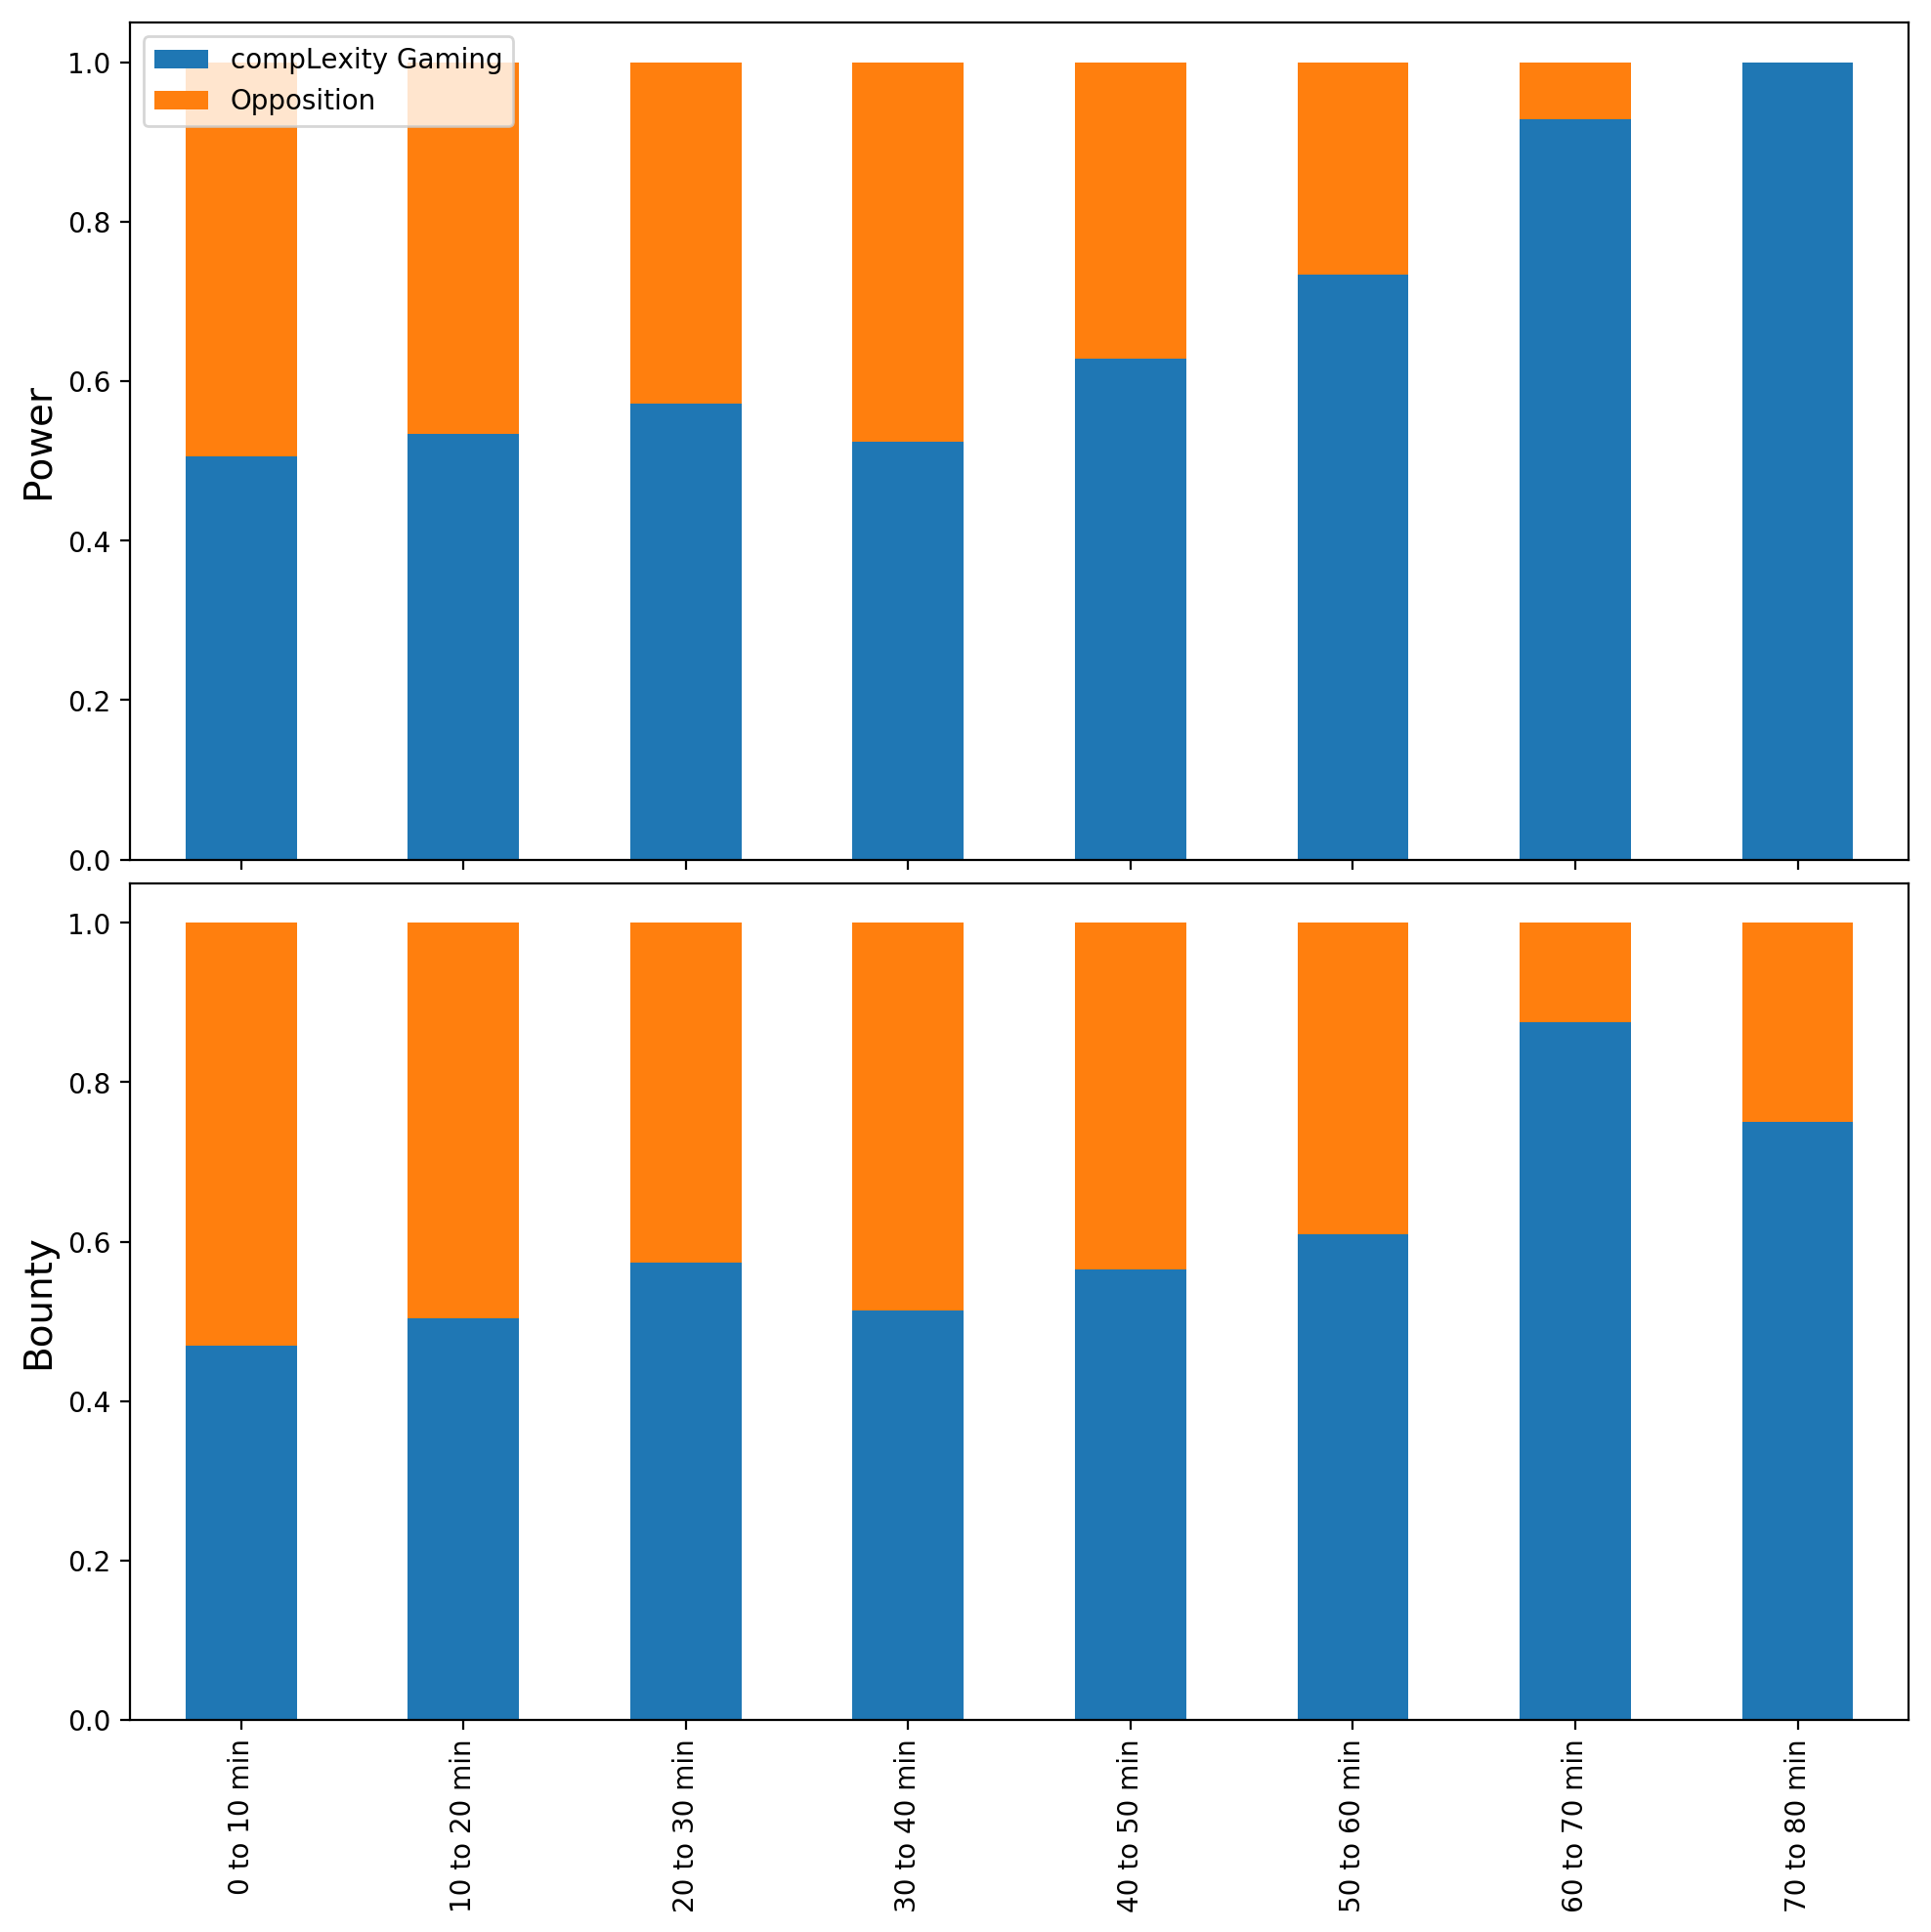 compLexity Gaming
Opposition
Power
1.0
0.8
0.6
0.4
0.2
0.0
Bounty
1.0
0.8
0.6
0.4
0.2
0.0
0 to 10 min
10 to 20 min
20 to 30 min
30 to 40 min
40 to 50 min
50 to 60 min
60 to 70 min
70 to 80 min